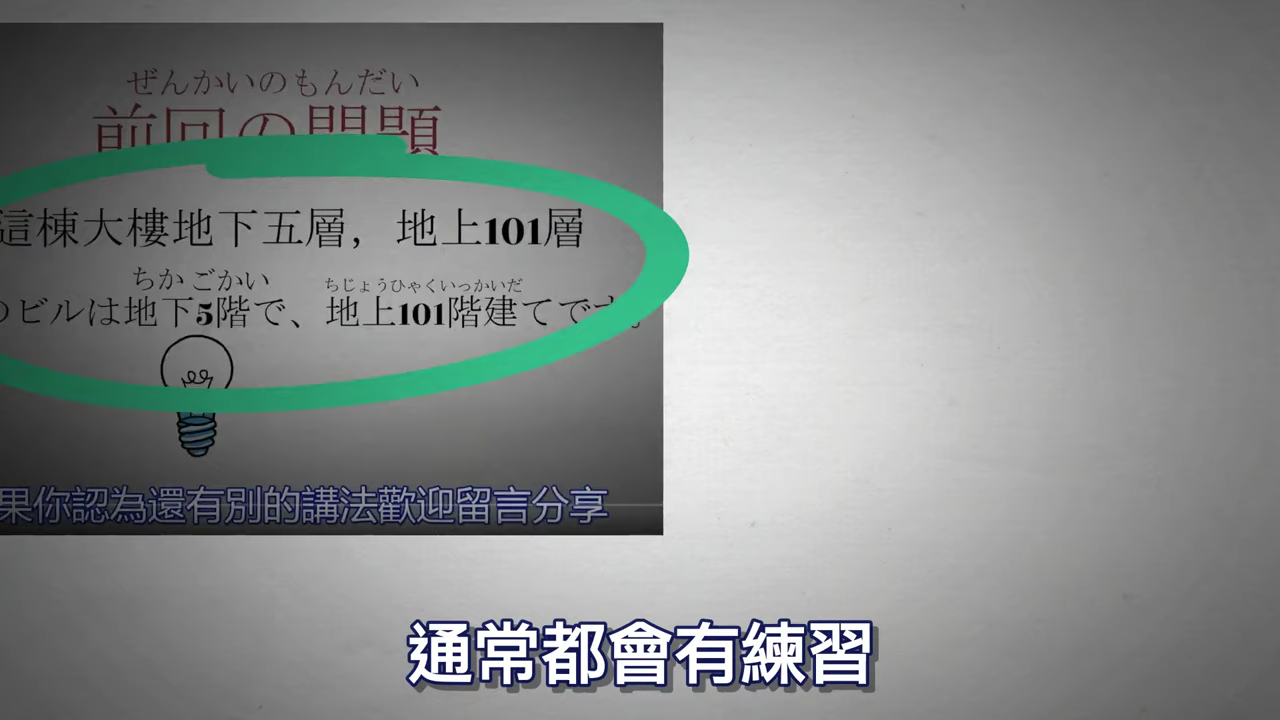 ぜんかいのもんだい
前回の問題
這棟大樓地下五層，地上101層
ちか ごかい ちじょうひゃくいっかいだ
のビルは地下5階で、地上101階建てです。
果你認為還有別的講法歡迎留言分享
通常都會有練習